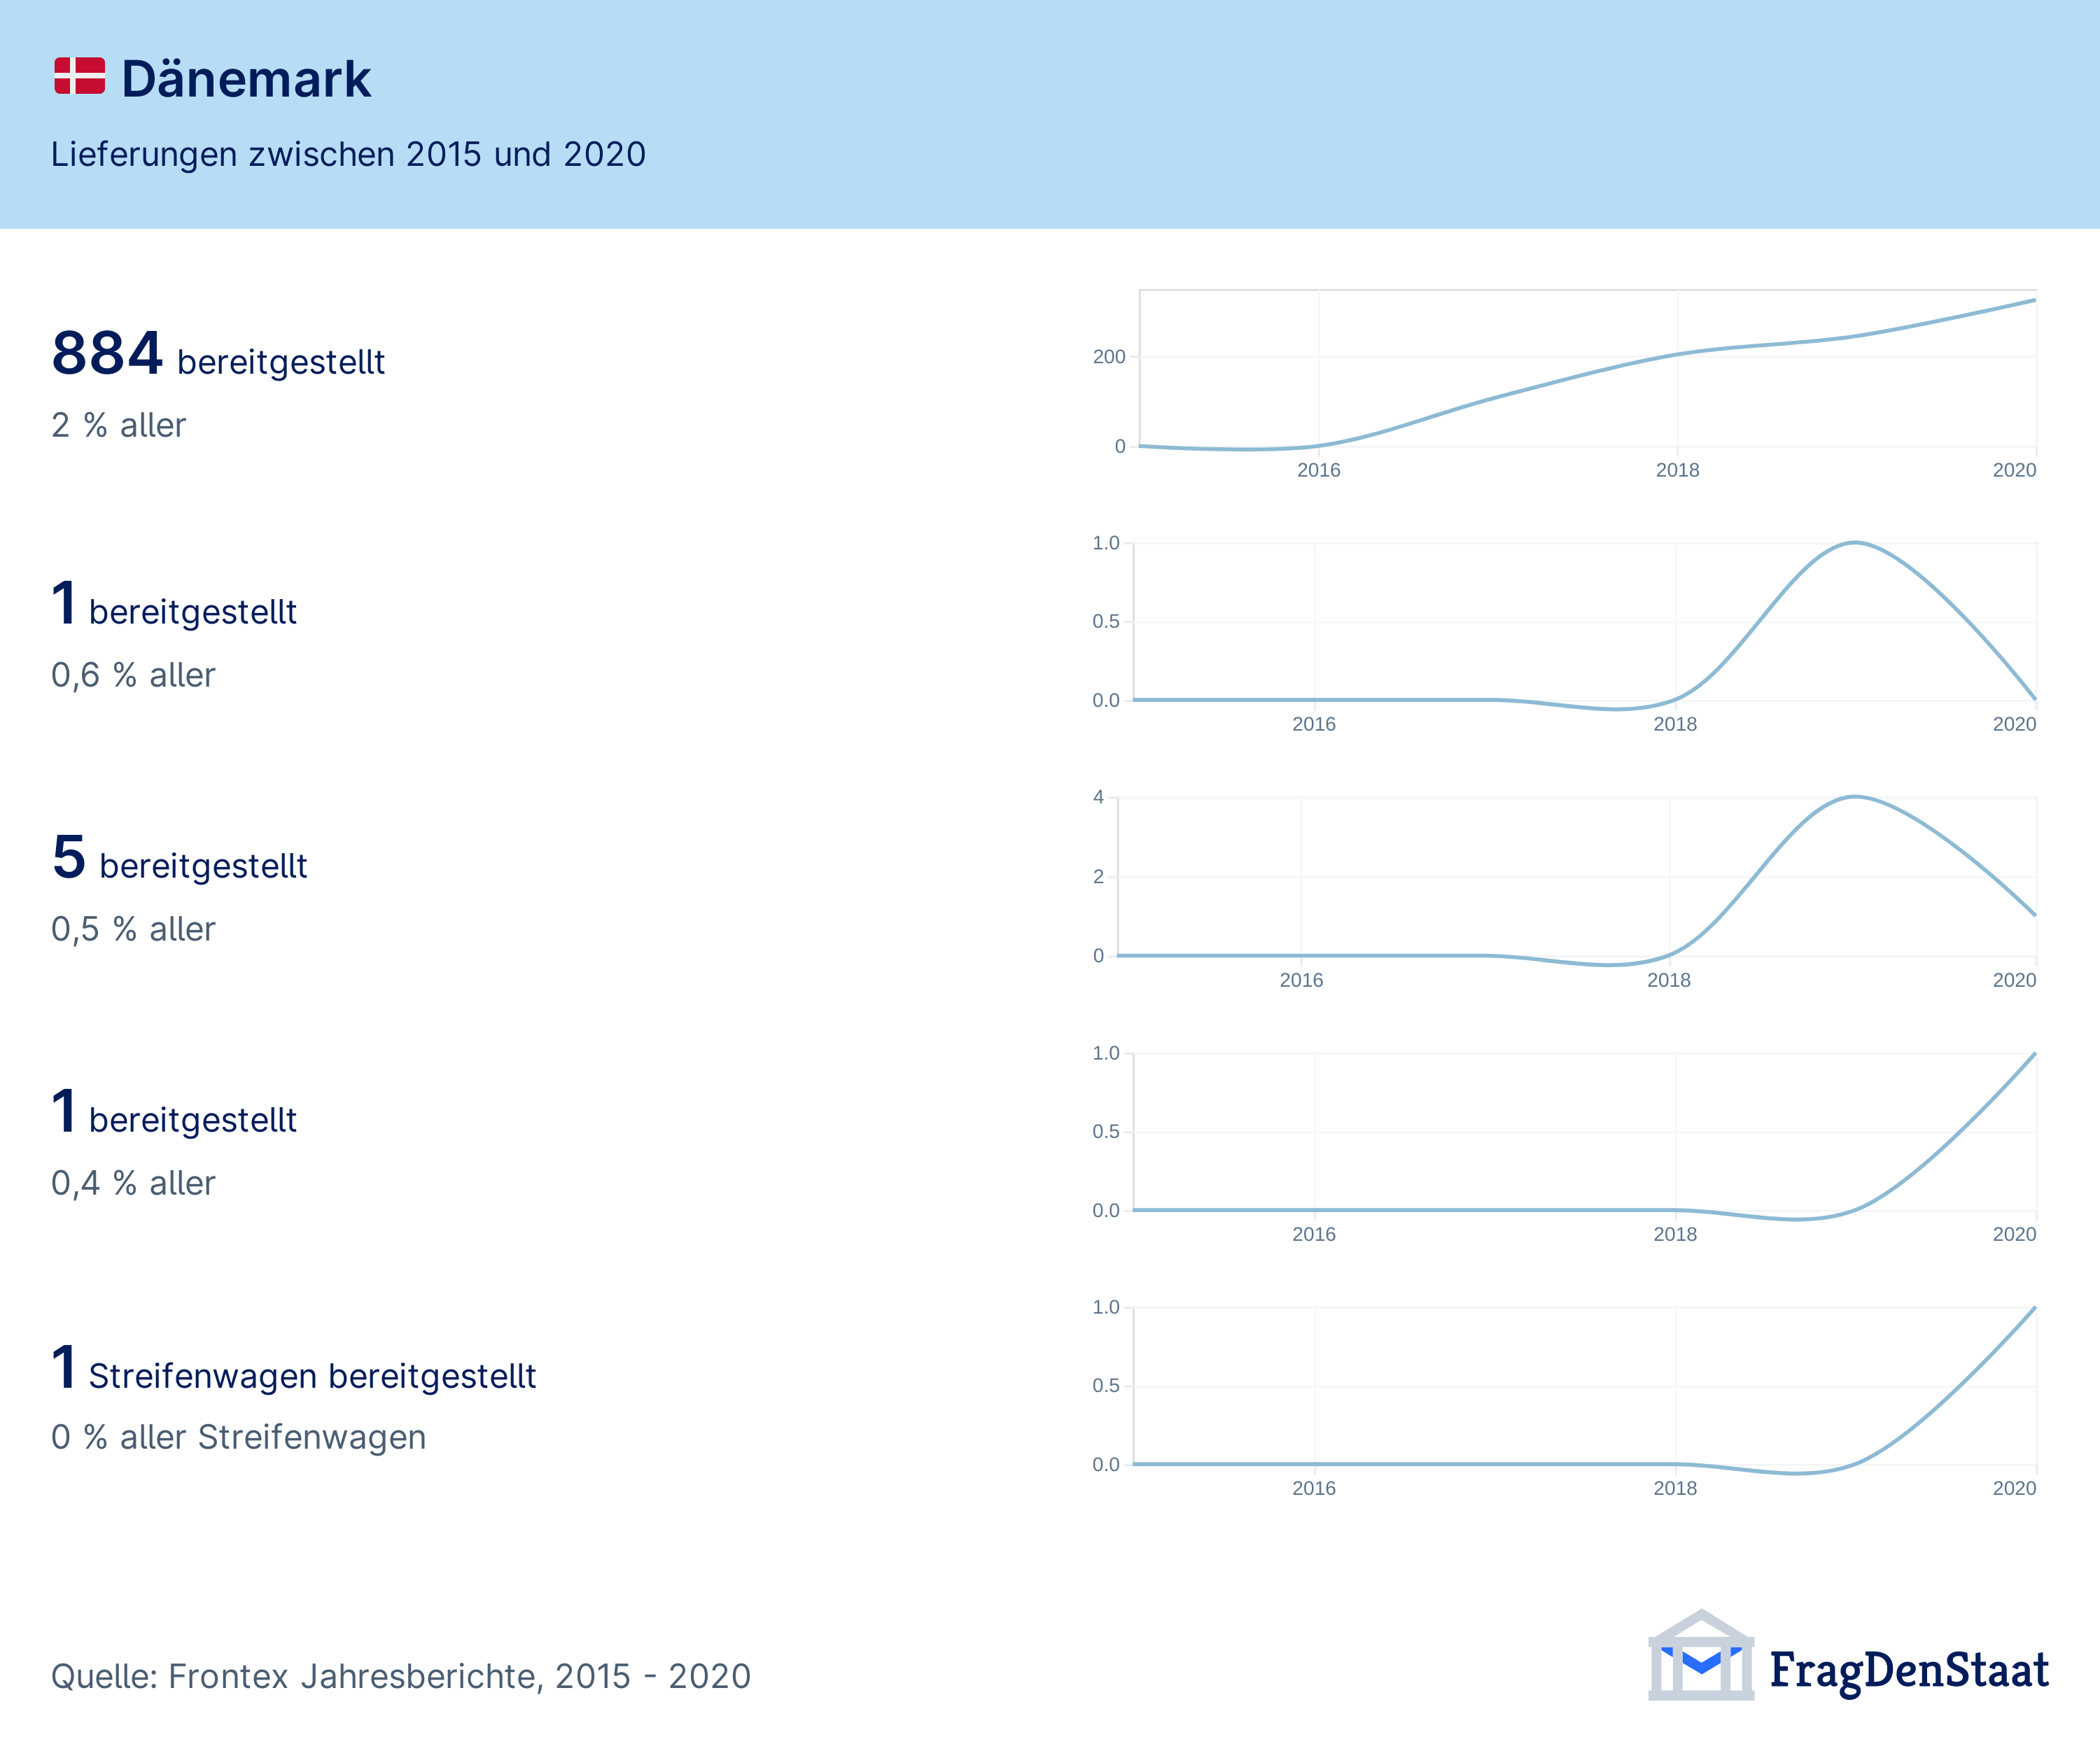 Dänemark
Lieferungen zwischen 2015 und 2020
884 bereitgestellt
2 % aller
200
0
2016 2018 2020
1 bereitgestellt
0,6 % aller
1.0
0.5
0.0
2016 2018 2020
5 bereitgestellt
0,5 % aller
4
2
0
2016 2018 2020
1 bereitgestellt
0,4 % aller
1.0
0.5
0.0
2016 2018 2020
1 Streifenwagen bereitgestellt
0 % aller Streifenwagen
1.0
0.5
0.0
2016 2018 2020
Quelle: Frontex Jahresberichte, 2015 - 2020
FragDenStaat